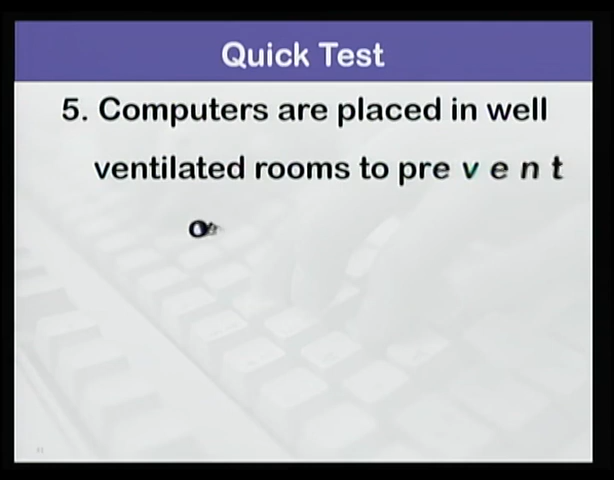 Quick Test
5. Computers are placed in well
ventilated rooms to pre v e n t
o